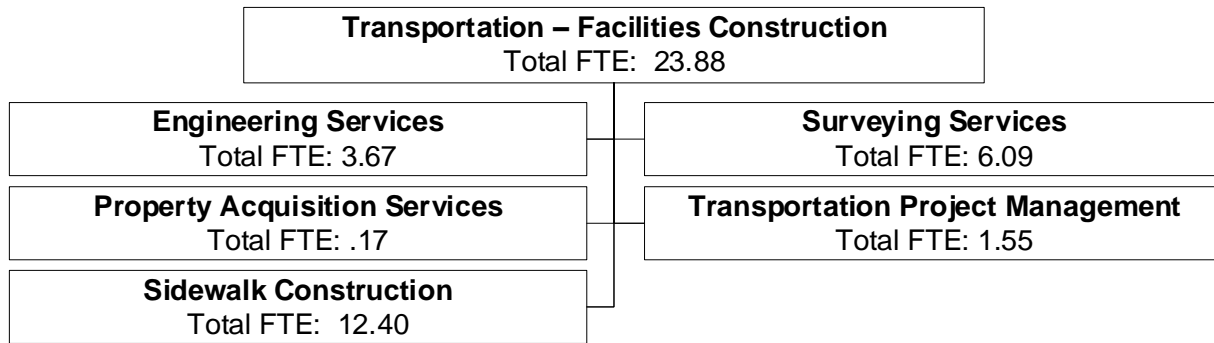 Transportation – Facilities Construction
Total FTE: 23.88
Engineering Services
Total FTE: 3.67
Surveying Services
Total FTE: 6.09
Property Acquisition Services
Total FTE: .17
Transportation Project Management
Total FTE: 1.55
Sidewalk Construction
Total FTE: 12.40